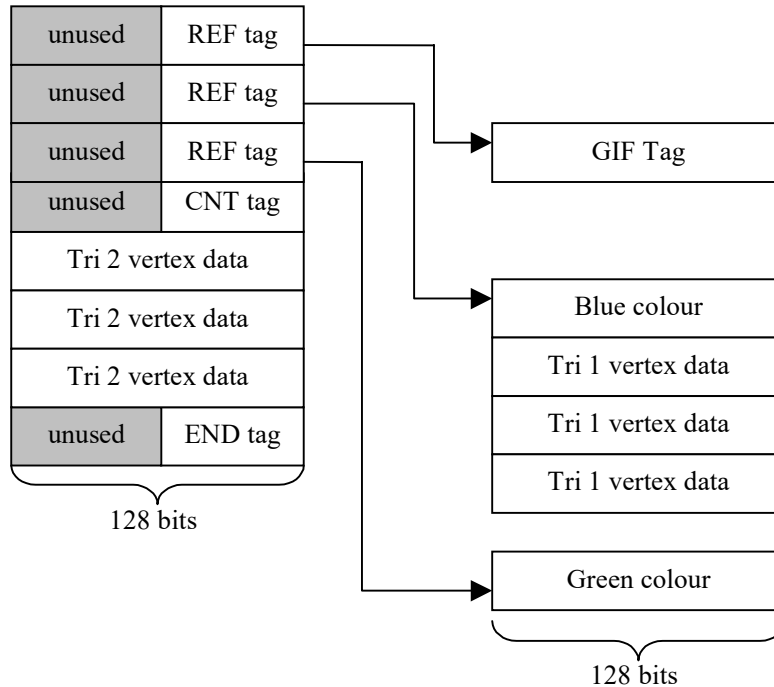 unused REF tag
unused REF tag
unused REF tag
unused CNT tag
Tri 2 vertex data
Tri 2 vertex data
Tri 2 vertex data
unused END tag
128 bits
GIF Tag
Blue colour
Tri 1 vertex data
Tri 1 vertex data
Tri 1 vertex data
Green colour
128 bits